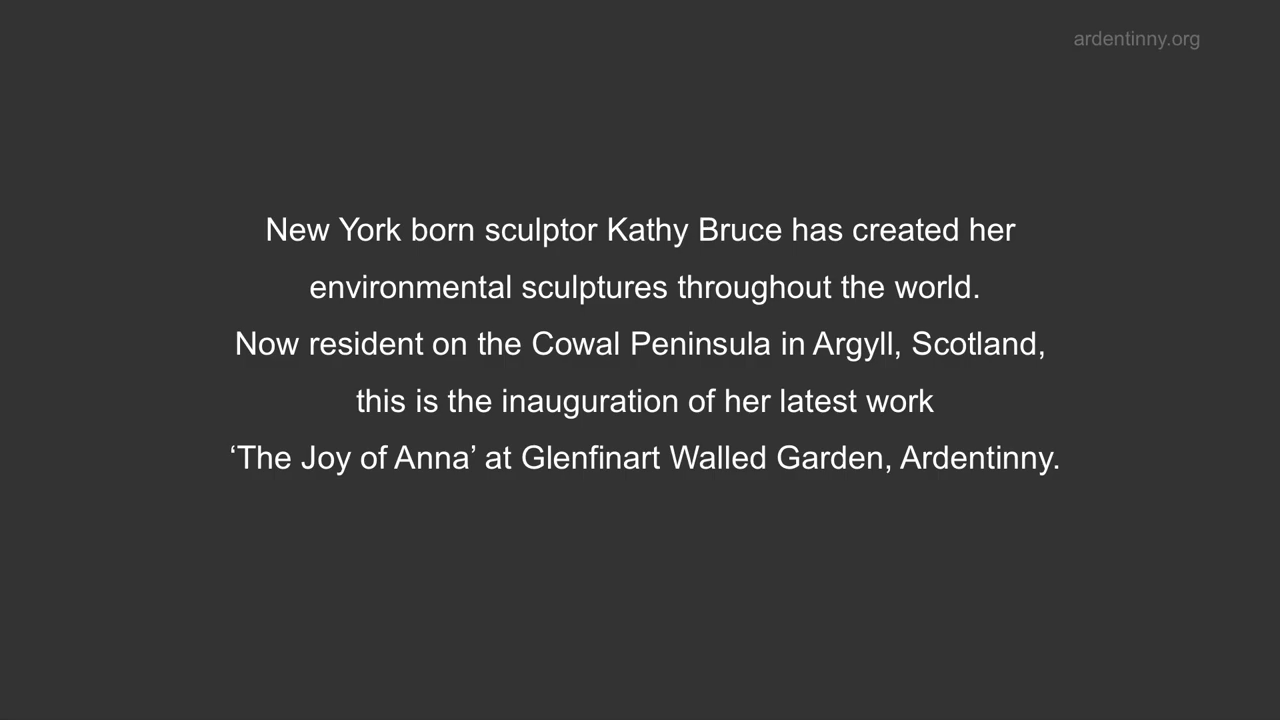 ardentinny.org
New York born sculptor Kathy Bruce has created her
environmental sculptures throughout the world.
Now resident on the Cowal Peninsula in Argyll, Scotland,
this is the inauguration of her latest work
‘The Joy of Anna’ at Glenfinart Walled Garden, Ardentinny.